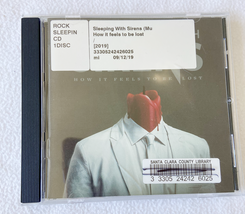 ROCK
SLEEPIN
CD
1DISC
Sleeping With Sirens (Mu
How it feels to be lost
/
[2019]
33305242426025
mi 09/12/19
HOW IT FEELS TO BE LOST
SANTA CLARA COUNTY LIBRARY
3 3305 24242 6025